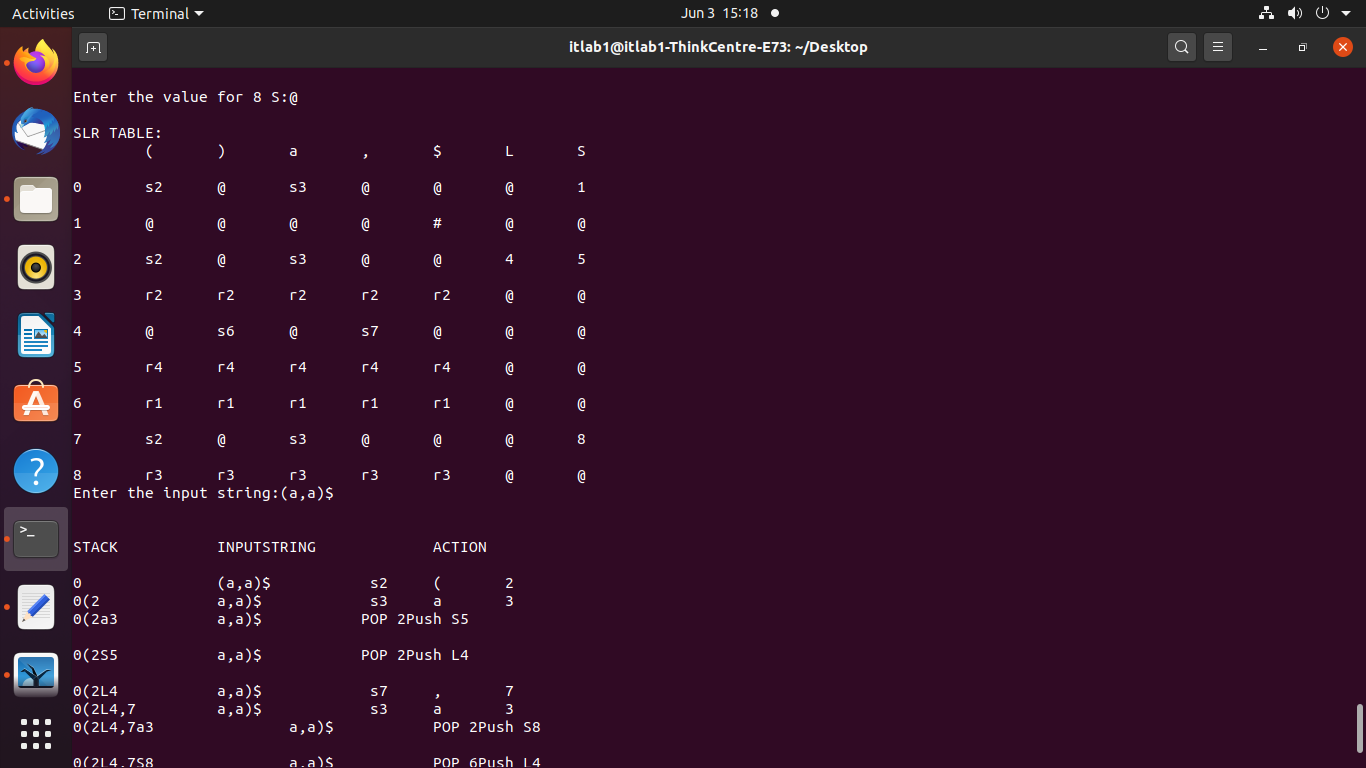 Activities Terminal Jun 3 15:18
itlab1@itlab1-ThinkCentre-E73: ~/Desktop
Enter the value for 8 S:@
SLR TABLE:
( ) a , $ L S
0 s2 @ s3 @ @ @ 1
1 @ @ @ @ # @ @
2 s2 @ s3 @ @ 4 5
3 r2 r2 r2 r2 r2 @ @
4 @ s6 @ s7 @ @ @
5 r4 r4 r4 r4 r4 @ @
6 r1 r1 r1 r1 r1 @ @
7 s2 @ s3 @ @ @ 8
8 r3 r3 r3 r3 r3 @ @
Enter the input string:(a,a)$
STACK INPUTSTRING ACTION
0 (a,a)$ s2 ( 2
0(2 a,a)$ s3 a 3
0(2a3 a,a)$ POP 2Push S5
0(2S5 a,a)$ POP 2Push L4
0(2L4 a,a)$ s7 , 7
0(2L4,7 a,a)$ s3 a 3
0(2L4,7a3 a,a)$ POP 2Push S8
0(2L4,7S8 a,a)$ POP 6Push L4